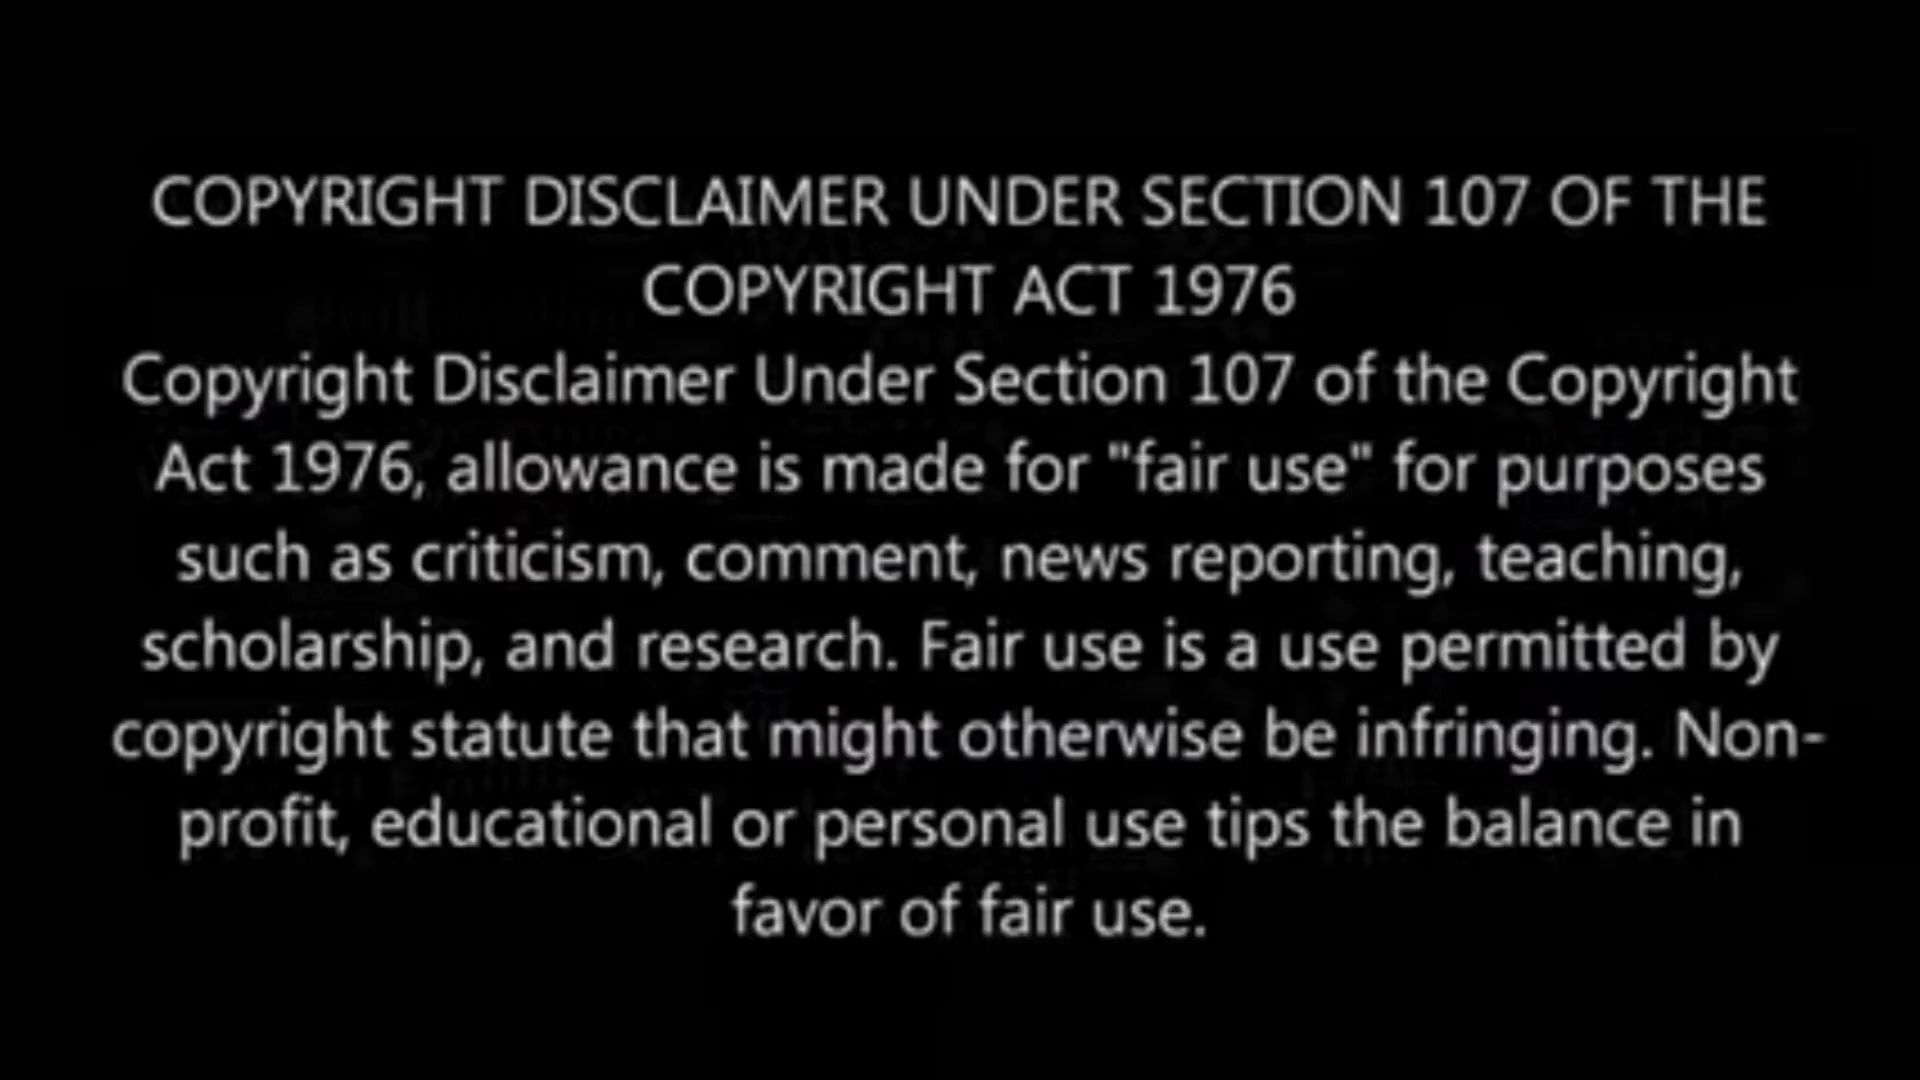 COPYRIGHT DISCLAIMER UNDER SECTION 107 OF THE
COPYRIGHT ACT 1976
Copyright Disclaimer Under Section 107 of the Copyright
Act 1976, allowance is made for "fair use" for purposes
such as criticism, comment, news reporting, teaching,
scholarship, and research. Fair use is a use permitted by
copyright statute that might otherwise be infringing. Non-
profit, educational or personal use tips the balance in
favor of fair use.